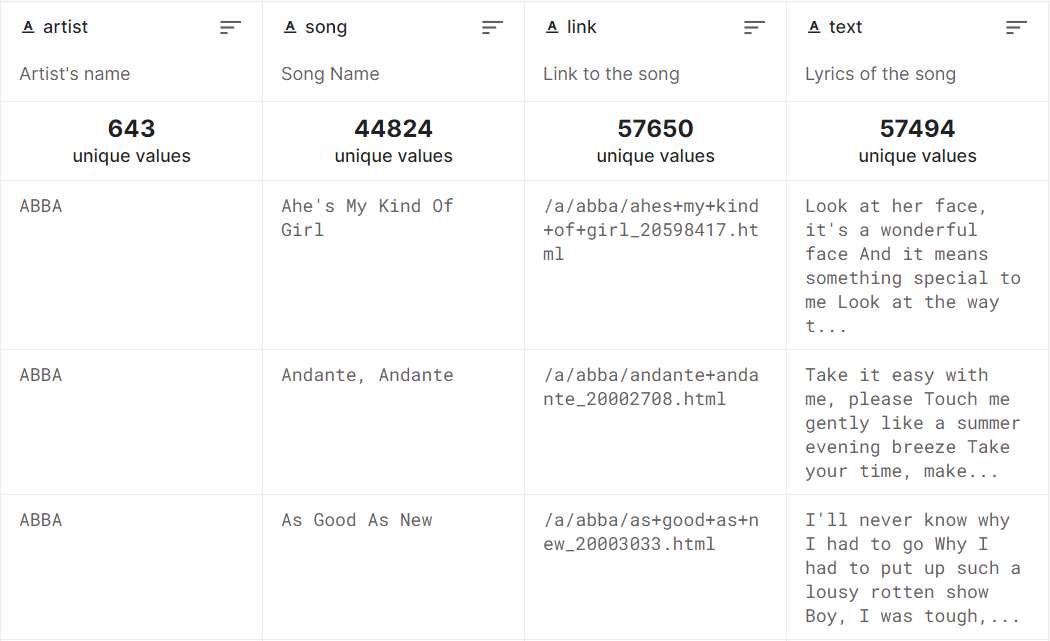 A artist
A song
A link
A text
Artist's name
Song Name
Link to the song
Lyrics of the song
643
unique values
44824
unique values
57650
unique values
57494
unique values
ABBA
Ahe's My Kind Of
Girl
/a/abba/ahes+my+kind
+of+girl_20598417.ht
ml
Look at her face,
it's a wonderful
face And it means
something special to
me Look at the way
t...
ABBA
Andante, Andante
/a/abba/andante+anda
nte_20002708.html
Take it easy with
me, please Touch me
gently like a summer
evening breeze Take
your time, make...
ABBA
As Good As New
/a/abba/as+good+as+n
ew_20003033.html
I'll never know why
I had to go Why I
had to put up such a
lousy rotten show
Boy, I was tough,...